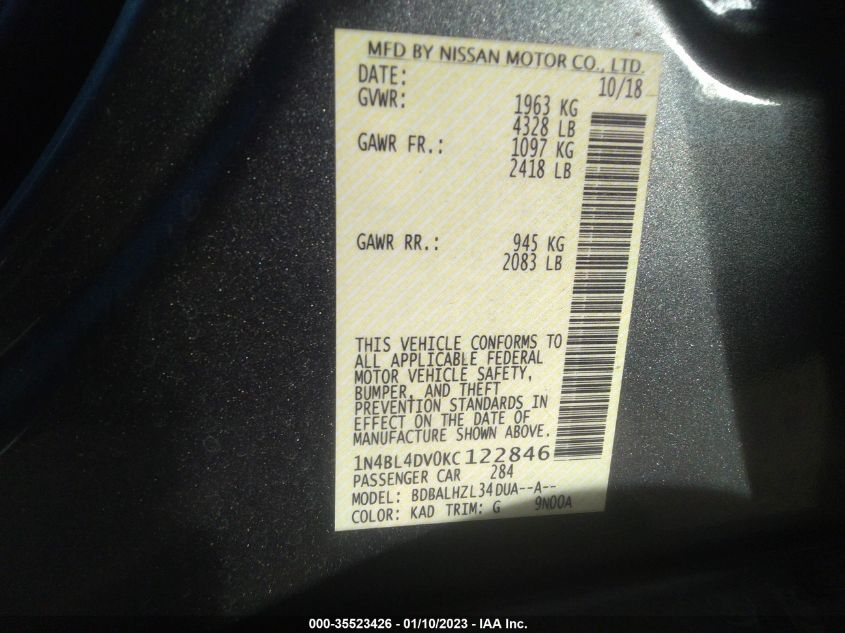 MFD BY NISSAN MOTOR CO., LTD.
DATE: 10/18
GVWR: 1963 KG
4328 LB
GAWR FR.: 1097 KG
2418 LB
GAWR RR.: 945 KG
2083 LB
THIS VEHICLE CONFORMS TO
ALL APPLICABLE FEDERAL
MOTOR VEHICLE SAFETY,
BUMPER, AND THEFT
PREVENTION STANDARDS IN
EFFECT ON THE DATE OF
MANUFACTURE SHOWN ABOVE.
1N4BL4DV0KC122846
PASSENGER CAR 284
MODEL: BDBALHZL34DUA--A--
COLOR: KAD TRIM: G 9N00A
000-35523426 - 01/10/2023 - IAA Inc.